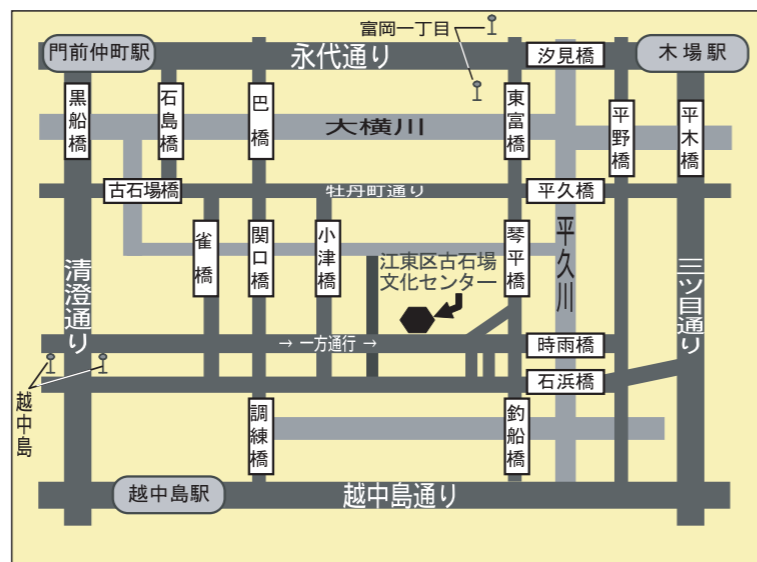 富岡一丁目
門前仲町駅
永代通り
汐見橋
木場駅
黒船橋
石島橋
巴橋
東富橋
平野橋
平木橋
大横川
古石場橋
牡丹町通り
平久橋
雀橋
関口橋
小津橋
琴平橋
平久川
清澄通り
三ツ目通り
江東区古石場
文化センター
→ 一方通行 →
時雨橋
石浜橋
越中島
調練橋
釣船橋
越中島駅
越中島通り